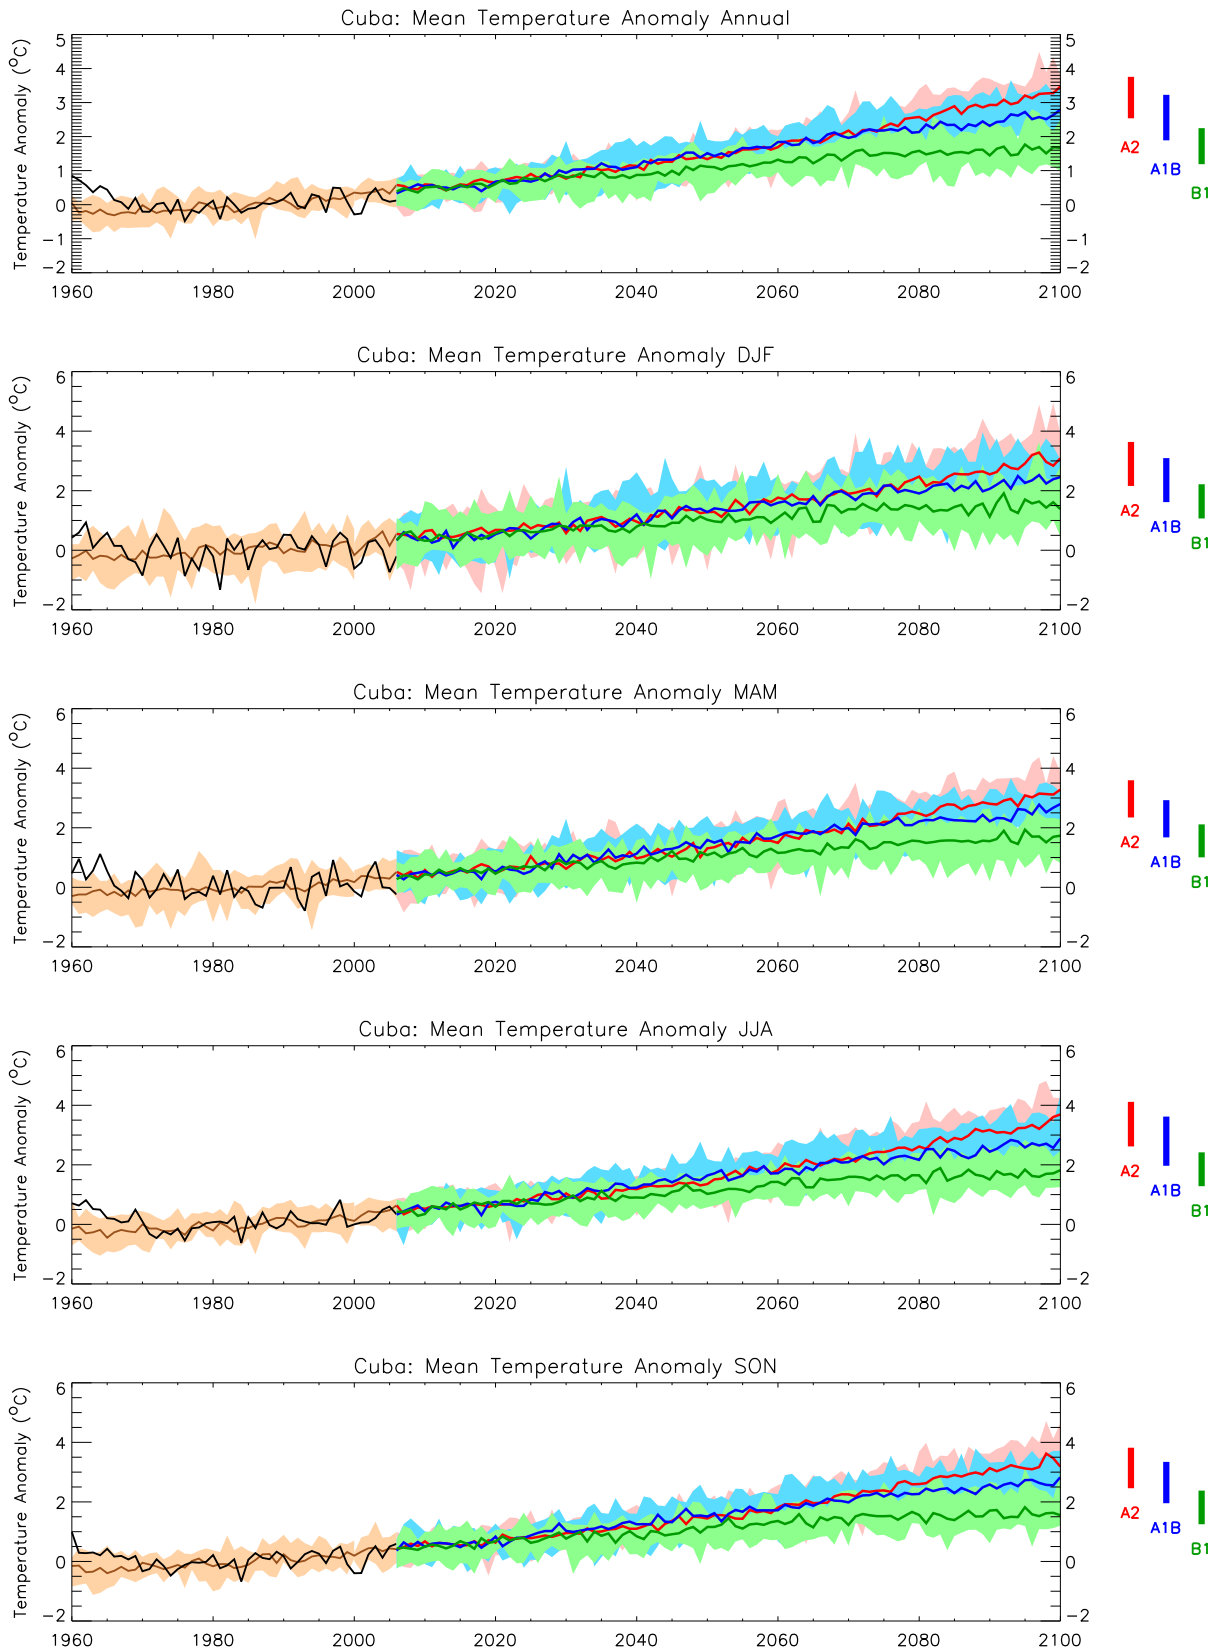 Cuba: Mean Temperature Anomaly Annual
Temperature Anomaly (°C)
5 5
4 4
3 3
2 2
1 1
0 0
−1 −1
−2 −2
1960 1980 2000 2020 2040 2060 2080 2100
A2
A1B
B1
Cuba: Mean Temperature Anomaly DJF
Temperature Anomaly (°C)
6 6
4 4
2 2
0 0
−2 −2
1960 1980 2000 2020 2040 2060 2080 2100
A2
A1B
B1
Cuba: Mean Temperature Anomaly MAM
Temperature Anomaly (°C)
6 6
4 4
2 2
0 0
−2 −2
1960 1980 2000 2020 2040 2060 2080 2100
A2
A1B
B1
Cuba: Mean Temperature Anomaly JJA
Temperature Anomaly (°C)
6 6
4 4
2 2
0 0
−2 −2
1960 1980 2000 2020 2040 2060 2080 2100
A2
A1B
B1
Cuba: Mean Temperature Anomaly SON
Temperature Anomaly (°C)
6 6
4 4
2 2
0 0
−2 −2
1960 1980 2000 2020 2040 2060 2080 2100
A2
A1B
B1